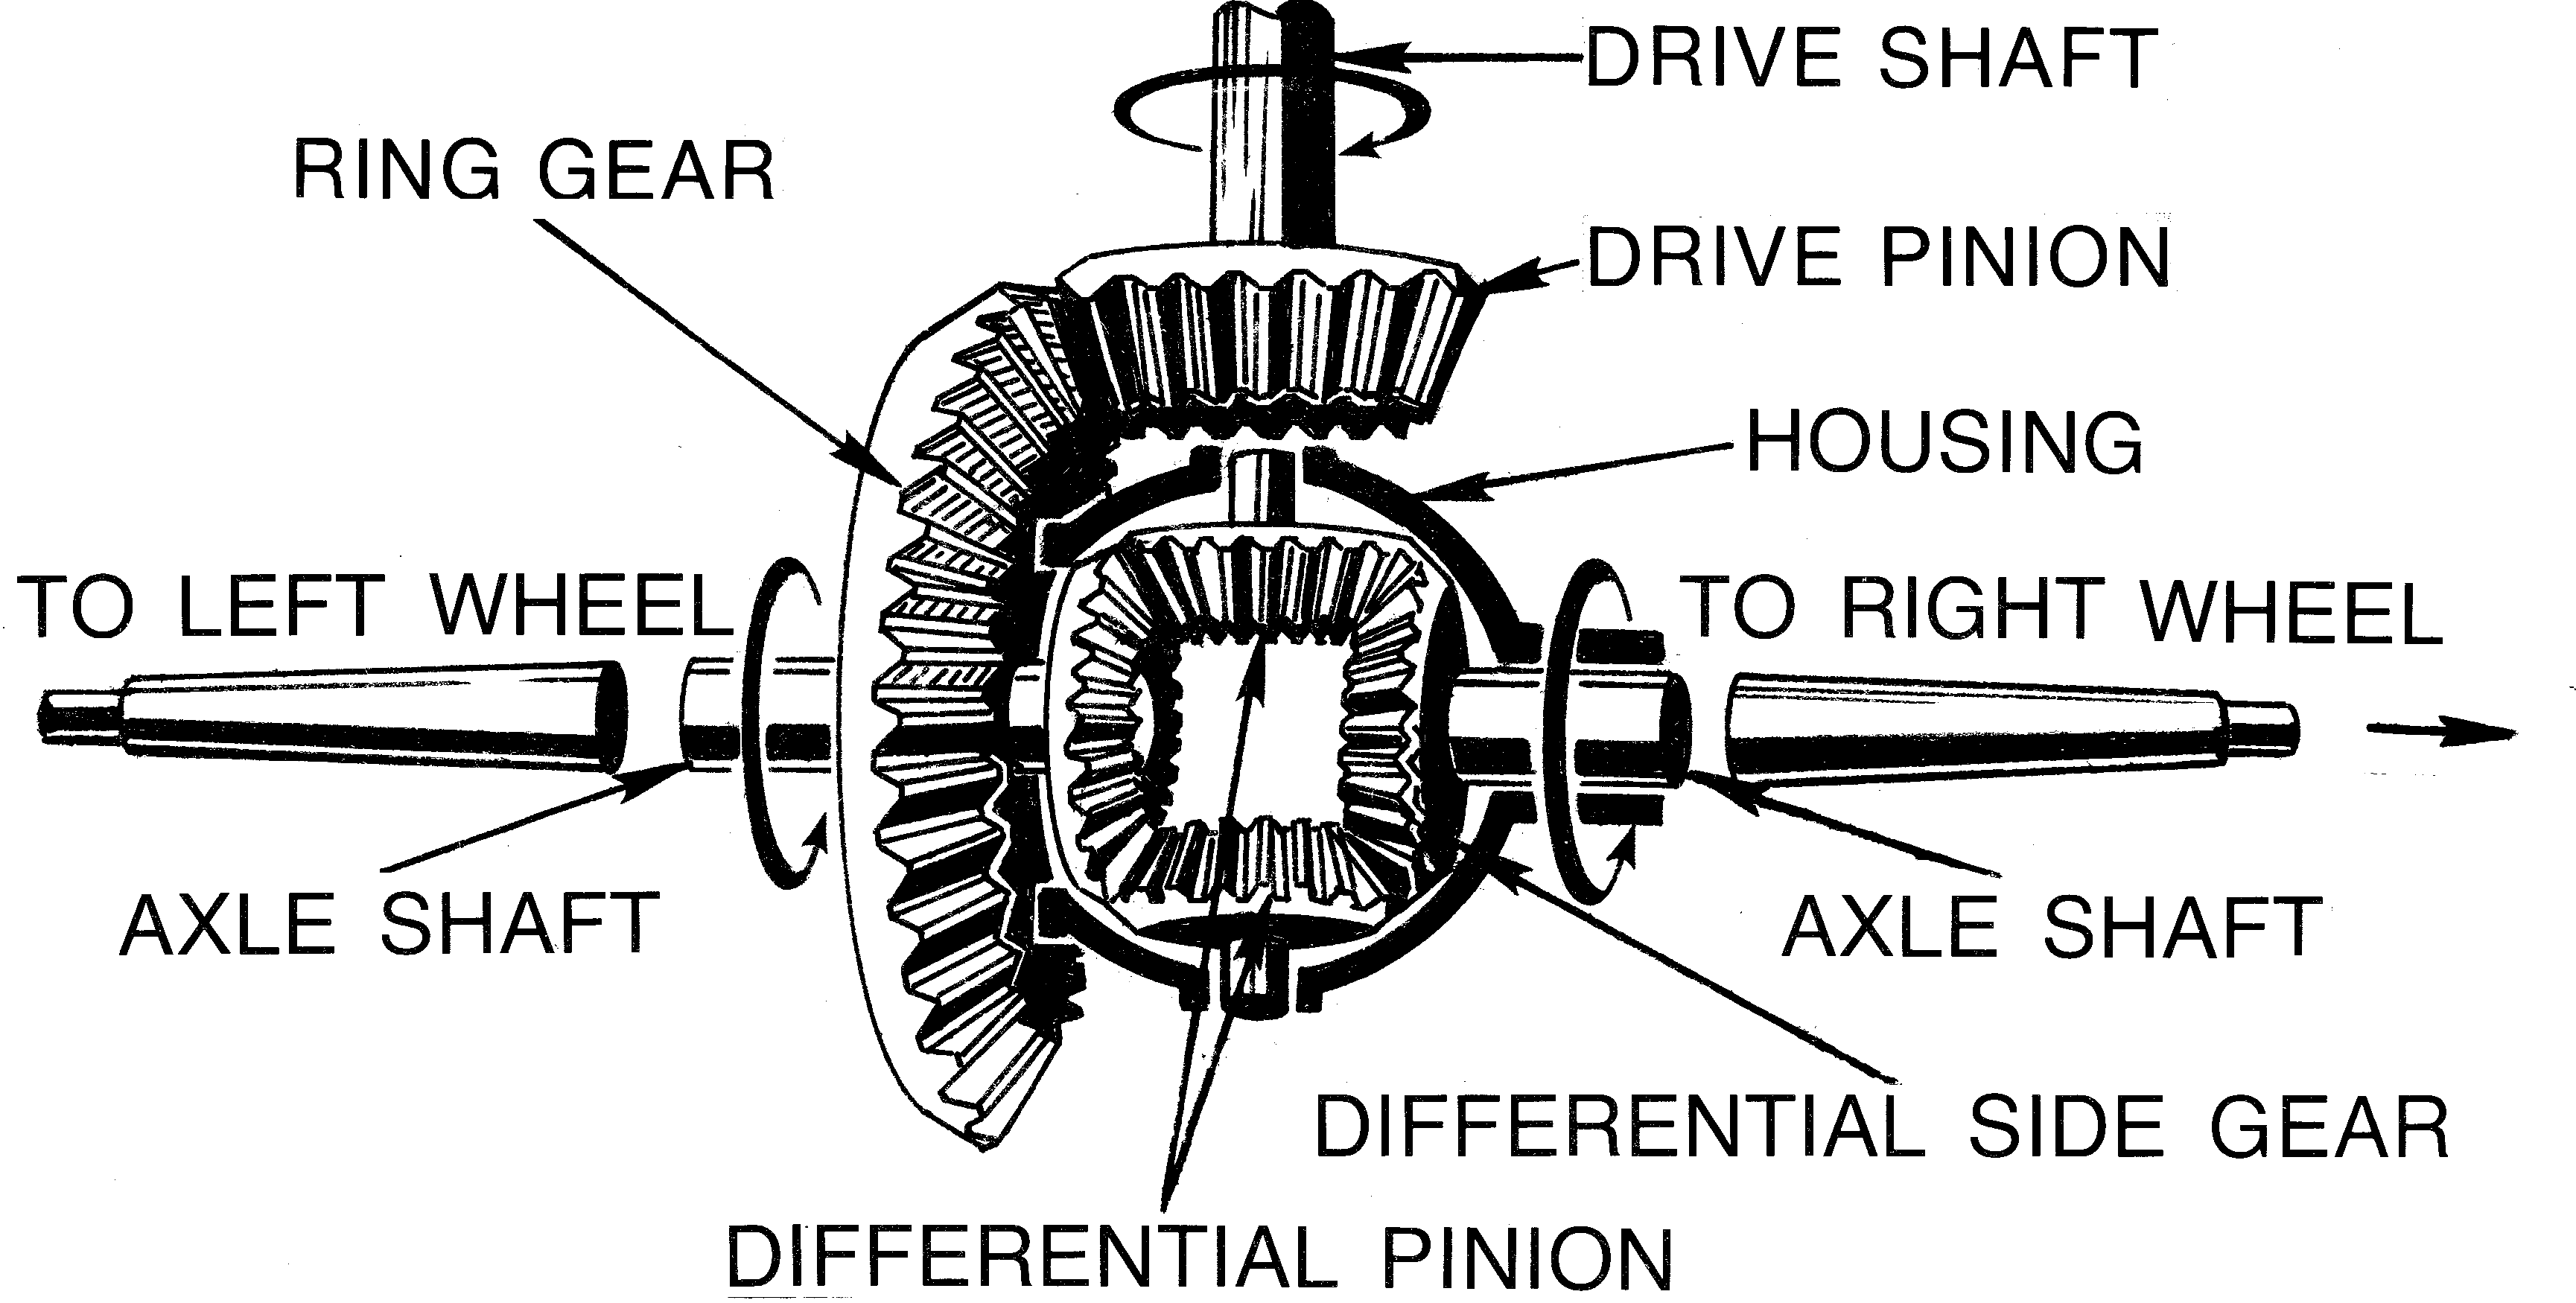 DRIVE SHAFT
RING GEAR
DRIVE PINION
HOUSING
TO LEFT WHEEL
TO RIGHT WHEEL
AXLE SHAFT
AXLE SHAFT
DIFFERENTIAL SIDE GEAR
DIFFERENTIAL PINION